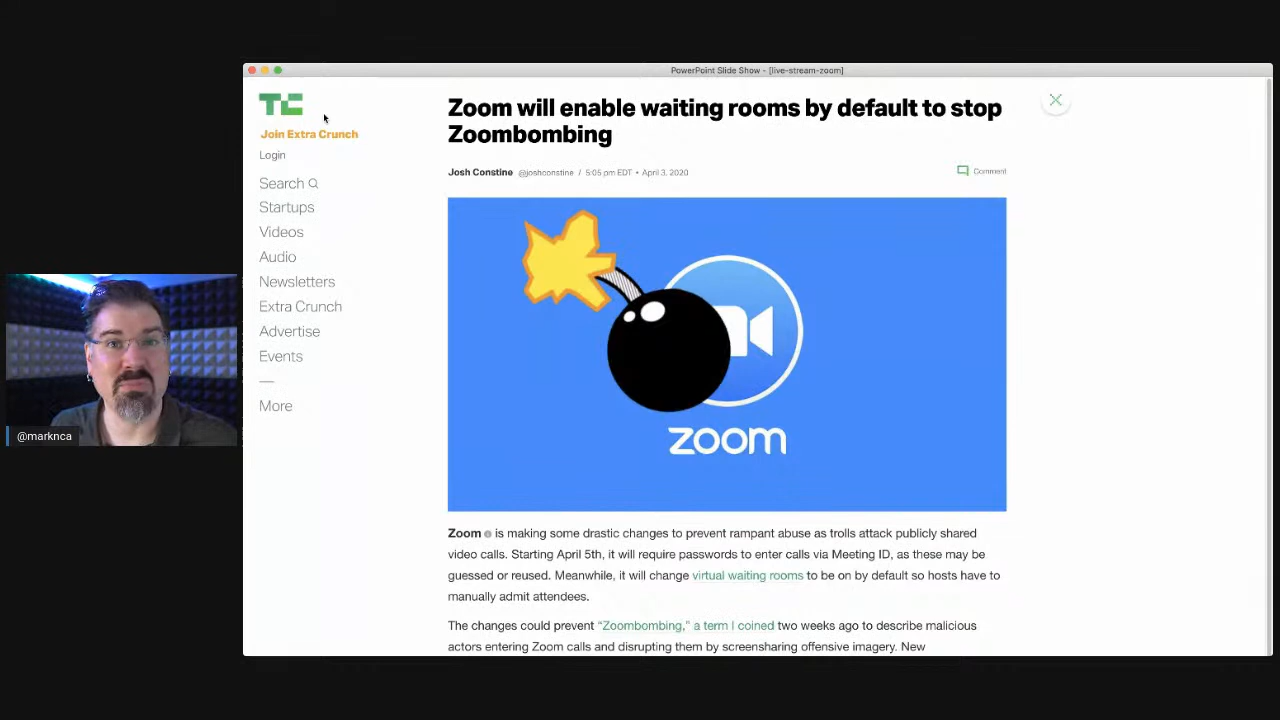 PowerPoint Slide Show - [live-stream-zoom]
TC
Join Extra Crunch
Login
Search
Startups
Videos
Audio
Newsletters
Extra Crunch
Advertise
Events
—
More
Zoom will enable waiting rooms by default to stop
Zoombombing
Josh Constine @joshconstine / 5:05 pm EDT • April 3, 2020
Comment
zoom
Zoom is making some drastic changes to prevent rampant abuse as trolls attack publicly shared
video calls. Starting April 5th, it will require passwords to enter calls via Meeting ID, as these may be
guessed or reused. Meanwhile, it will change virtual waiting rooms to be on by default so hosts have to
manually admit attendees.
The changes could prevent “Zoombombing,” a term I coined two weeks ago to describe malicious
actors entering Zoom calls and disrupting them by screensharing offensive imagery. New
@marknca